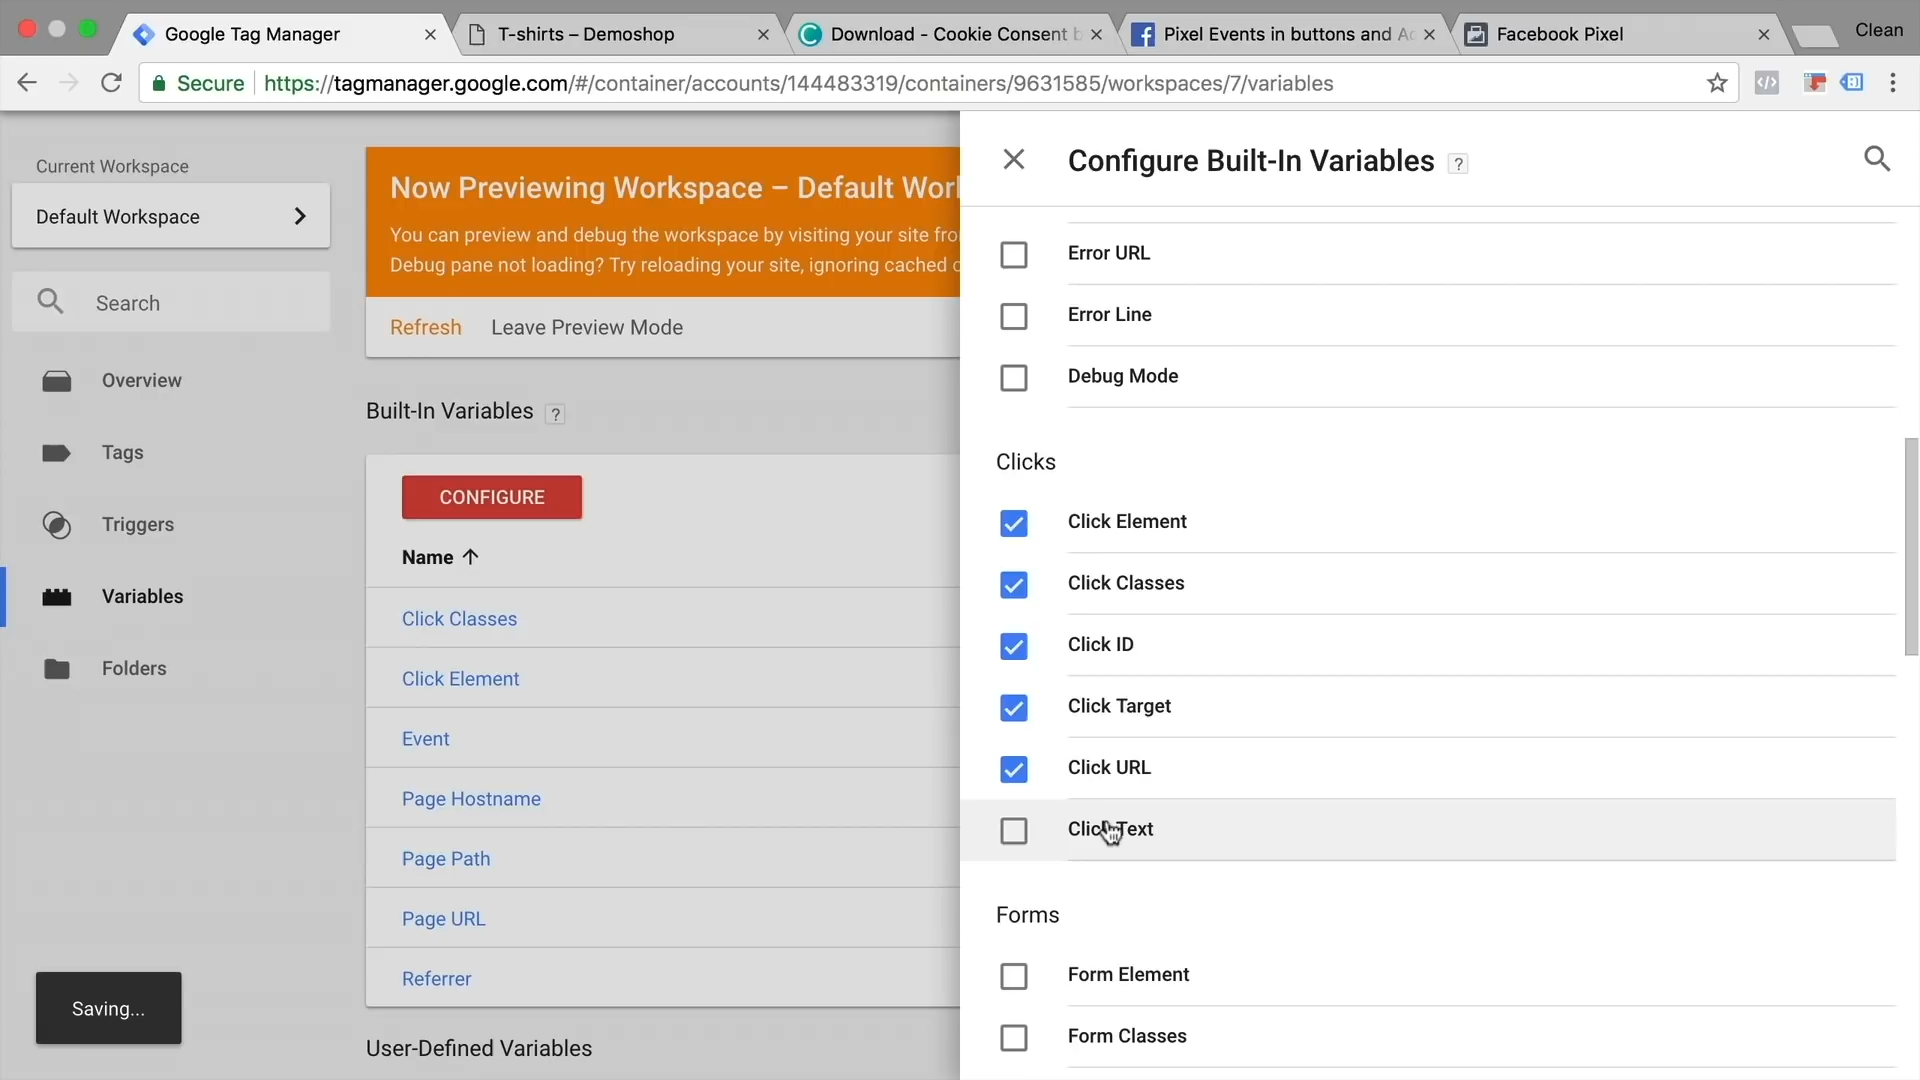 Google Tag Manager
T-shirts – Demoshop
Download - Cookie Consent b
Pixel Events in buttons and Ac
Facebook Pixel
Clean
Secure
https://tagmanager.google.com/#/container/accounts/144483319/containers/9631585/workspaces/7/variables
Current Workspace
Default Workspace
Search
Overview
Tags
Triggers
Variables
Folders
Saving...
Now Previewing Workspace – Default Worl
You can preview and debug the workspace by visiting your site fro
Debug pane not loading? Try reloading your site, ignoring cached c
Refresh
Leave Preview Mode
Built-In Variables ?
CONFIGURE
Name
Click Classes
Click Element
Event
Page Hostname
Page Path
Page URL
Referrer
User-Defined Variables
Configure Built-In Variables ?
Error URL
Error Line
Debug Mode
Clicks
Click Element
Click Classes
Click ID
Click Target
Click URL
Click Text
Forms
Form Element
Form Classes